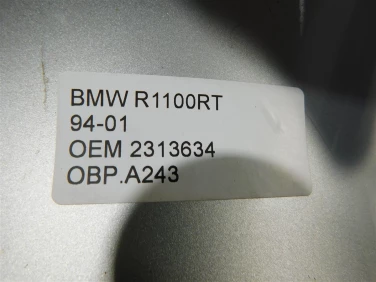 BMW R1100RT
94-01
OEM 2313634
OBP.A243